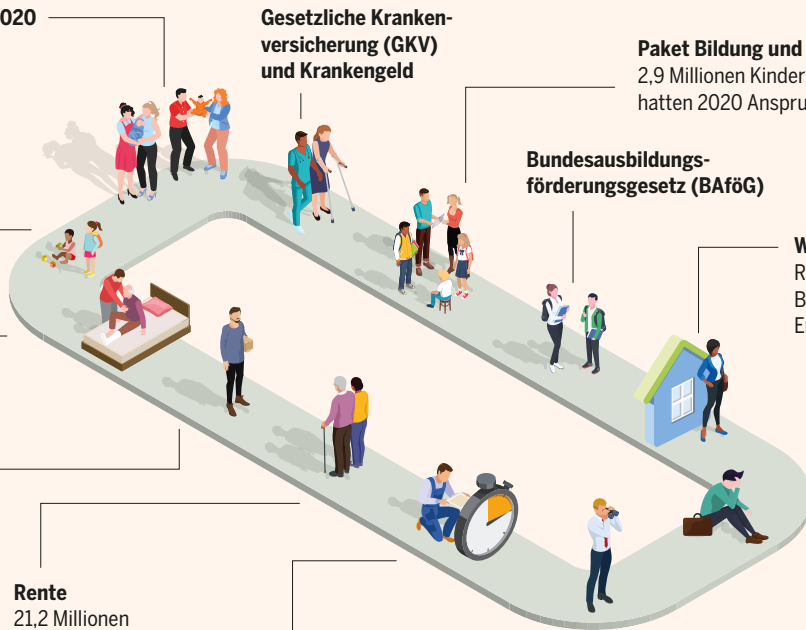 020
Gesetzliche Kranken-
versicherung (GKV)
und Krankengeld
Paket Bildung und
2,9 Millionen Kinder
hatten 2020 Anspru
Bundesausbildungs-
förderungsgesetz (BAföG)
W
R
B
Rente
21,2 Millionen